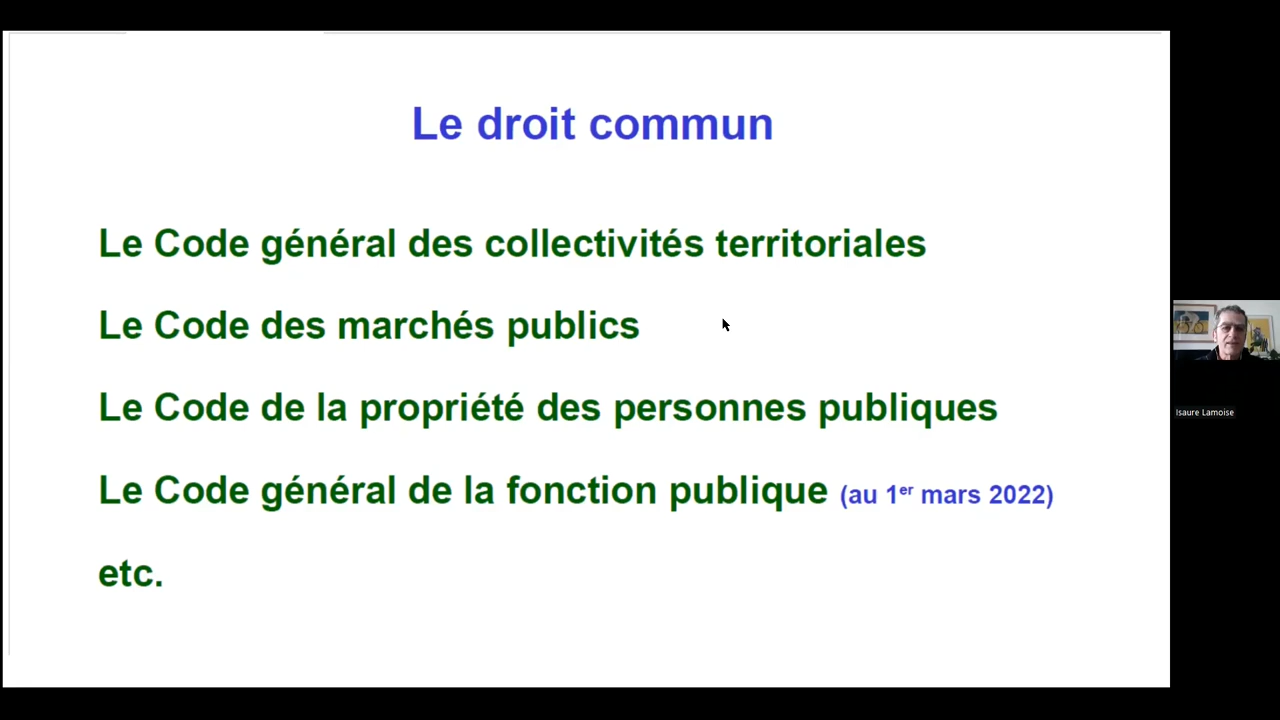 Le droit commun
Le Code général des collectivités territoriales
Le Code des marchés publics
Le Code de la propriété des personnes publiques
Le Code général de la fonction publique (au 1er mars 2022)
etc.
Isaure Lamoise